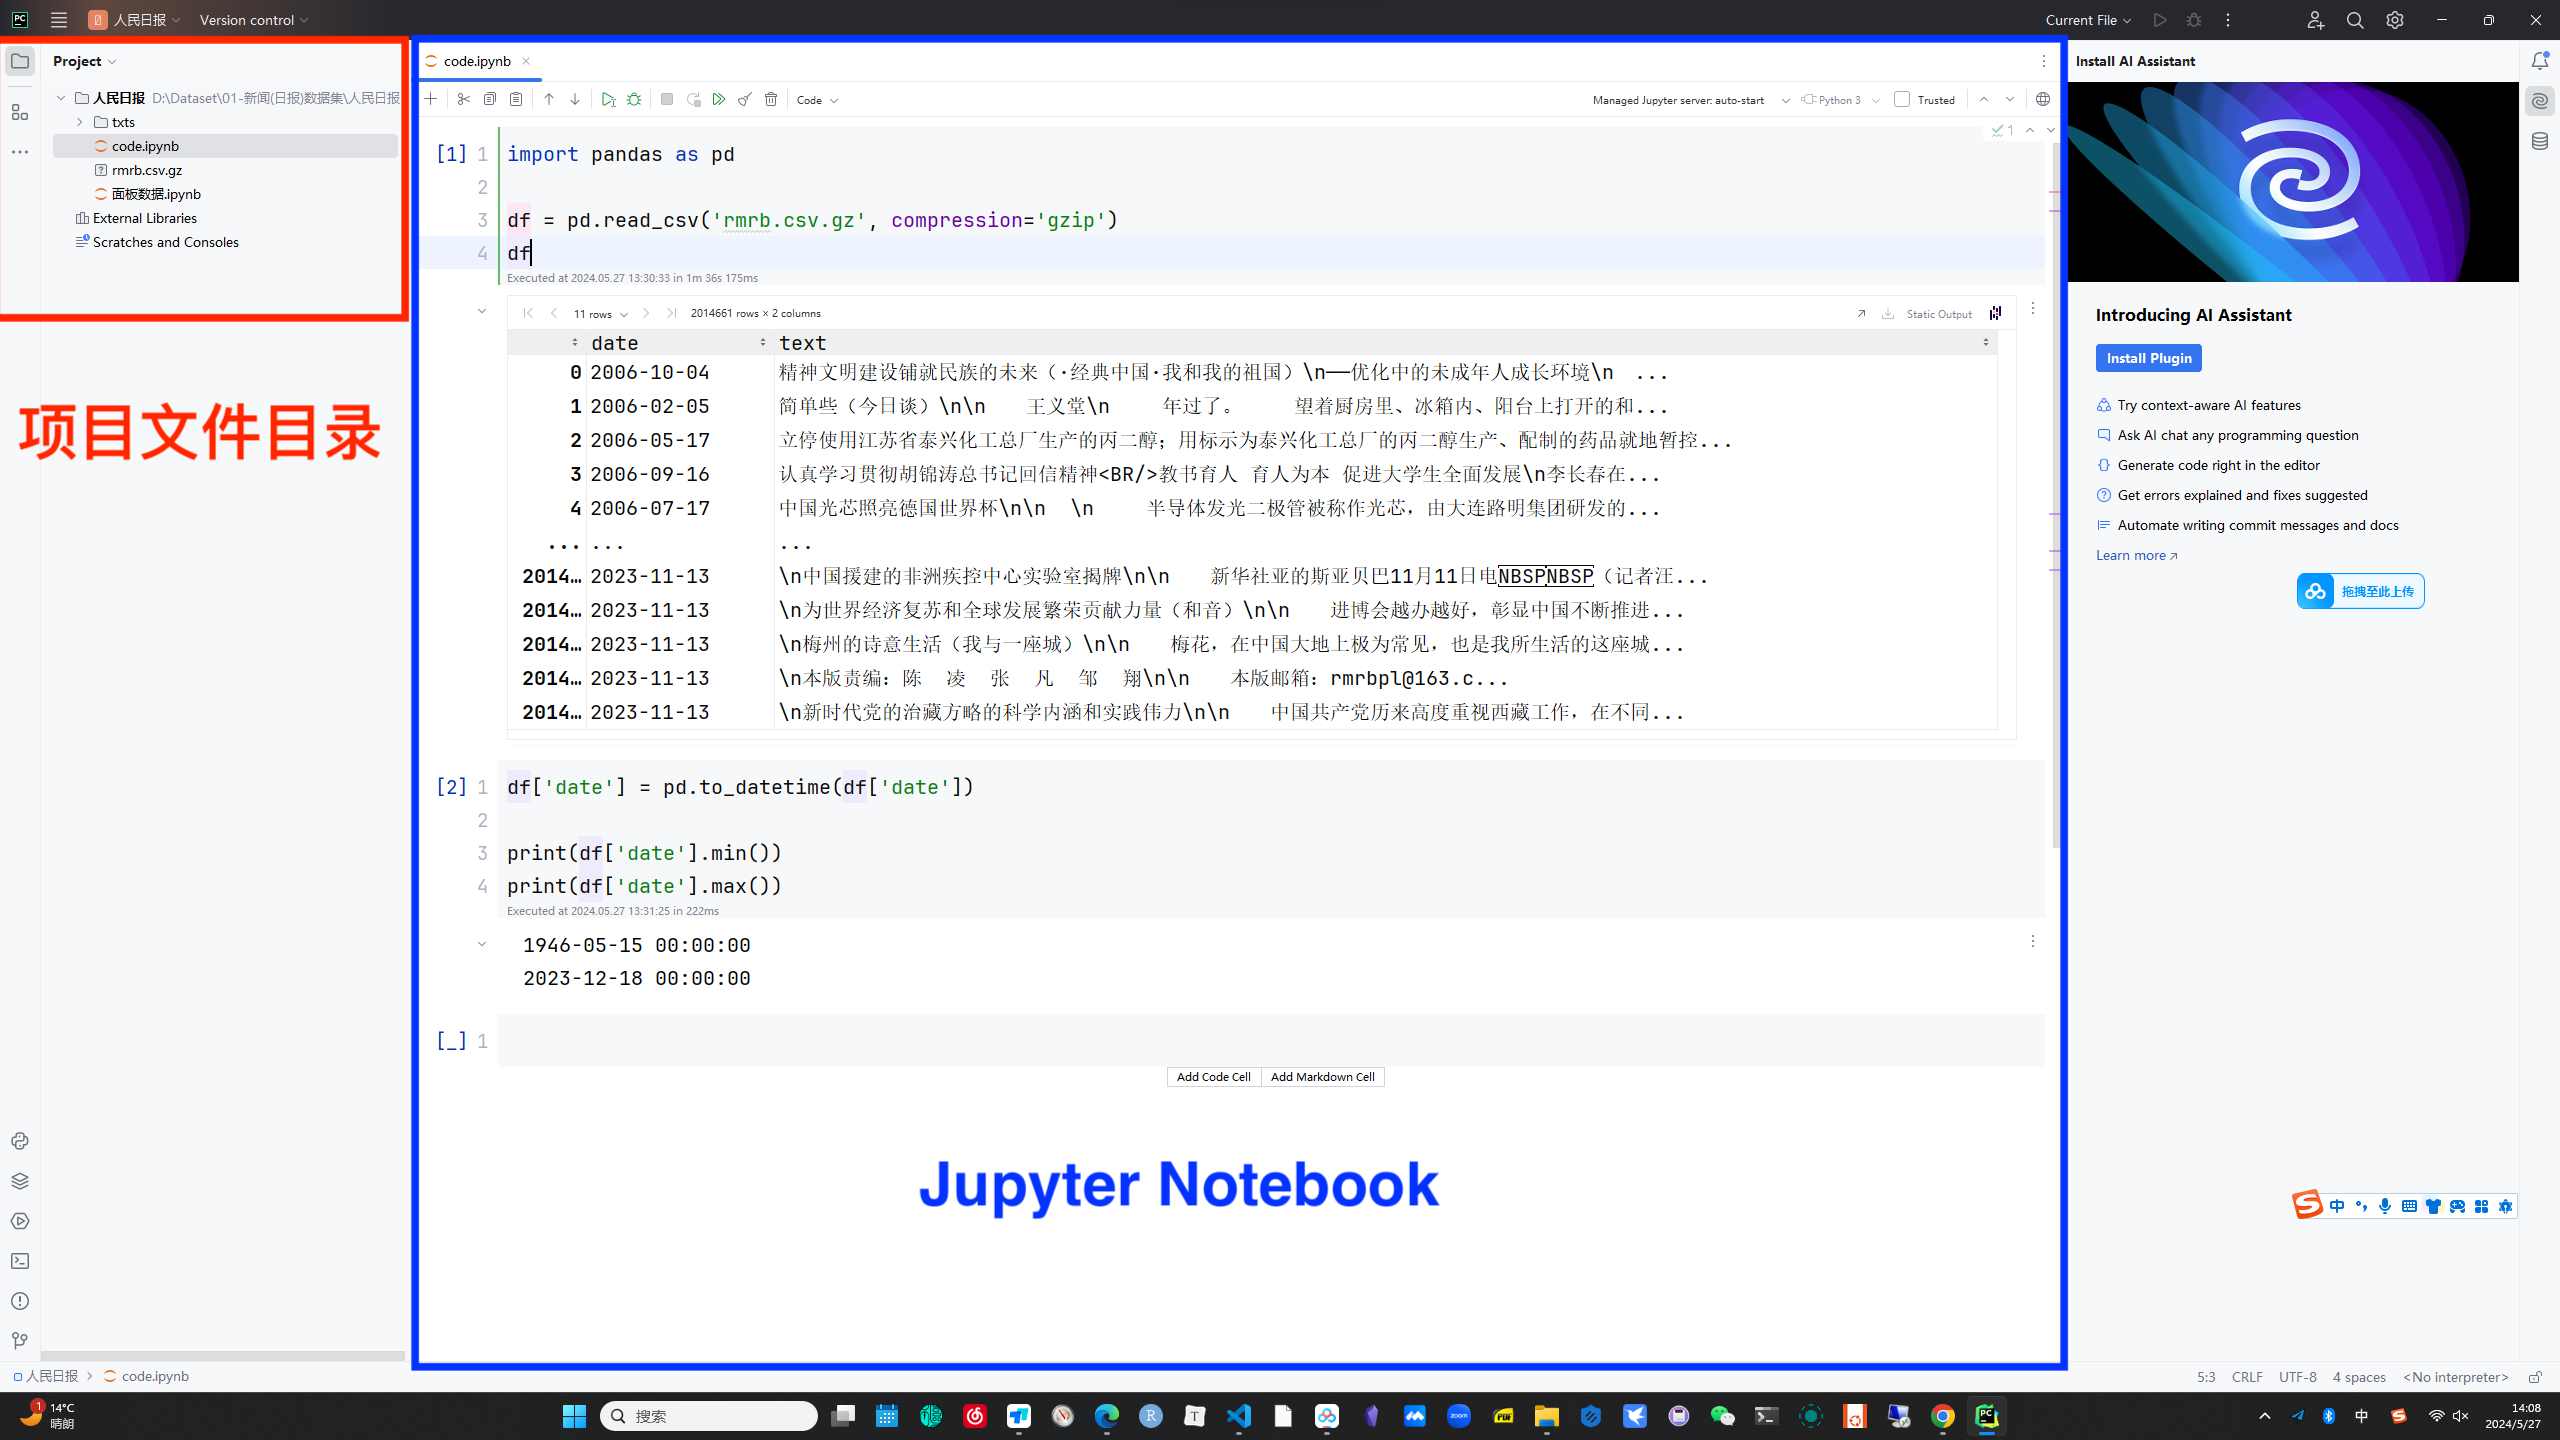 人民日报
Version control
Current File
Project
人民日报 D:\Dataset\01-新闻(日报)数据集\人民日报
txts
code.ipynb
rmrb.csv.gz
面板数据.ipynb
External Libraries
Scratches and Consoles
项目文件目录
code.ipynb
Code
Managed Jupyter server: auto-start
Python 3
Trusted
1
[1] 1 import pandas as pd
2
3 df = pd.read_csv('rmrb.csv.gz', compression='gzip')
4 df
Executed at 2024.05.27 13:30:33 in 1m 36s 175ms
11 rows
2014661 rows × 2 columns
Static Output
date text
0 2006-10-04 精神文明建设铺就民族的未来（·经典中国·我和我的祖国）\n——优化中的未成年人成长环境\n ...
1 2006-02-05 简单些（今日谈）\n\n 王义堂\n 年过了。 望着厨房里、冰箱内、阳台上打开的和...
2 2006-05-17 立停使用江苏省泰兴化工总厂生产的丙二醇；用标示为泰兴化工总厂的丙二醇生产、配制的药品就地暂控...
3 2006-09-16 认真学习贯彻胡锦涛总书记回信精神<BR/>教书育人 育人为本 促进大学生全面发展\n李长春在...
4 2006-07-17 中国光芯照亮德国世界杯\n\n \n 半导体发光二极管被称作光芯，由大连路明集团研发的...
... ... ...
2014… 2023-11-13 \n中国援建的非洲疾控中心实验室揭牌\n\n 新华社亚的斯亚贝巴11月11日电NBSPNBSP（记者汪...
2014… 2023-11-13 \n为世界经济复苏和全球发展繁荣贡献力量（和音）\n\n 进博会越办越好，彰显中国不断推进...
2014… 2023-11-13 \n梅州的诗意生活（我与一座城）\n\n 梅花，在中国大地上极为常见，也是我所生活的这座城...
2014… 2023-11-13 \n本版责编：陈 凌 张 凡 邹 翔\n\n 本版邮箱：rmrbpl@163.c...
2014… 2023-11-13 \n新时代党的治藏方略的科学内涵和实践伟力\n\n 中国共产党历来高度重视西藏工作，在不同...
[2] 1 df['date'] = pd.to_datetime(df['date'])
2
3 print(df['date'].min())
4 print(df['date'].max())
Executed at 2024.05.27 13:31:25 in 222ms
1946-05-15 00:00:00
2023-12-18 00:00:00
[_] 1
Add Code Cell
Add Markdown Cell
Jupyter Notebook
Install AI Assistant
Introducing AI Assistant
Install Plugin
Try context-aware AI features
Ask AI chat any programming question
Generate code right in the editor
Get errors explained and fixes suggested
Automate writing commit messages and docs
Learn more
拖拽至此上传
中
人民日报
code.ipynb
5:3
CRLF
UTF-8
4 spaces
<No interpreter>
1
14°C
晴朗
搜索
zoom
中
14:08
2024/5/27